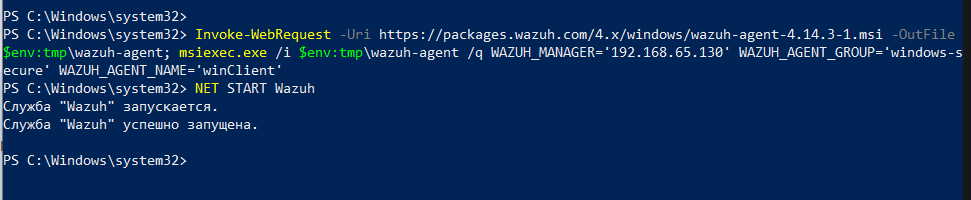 PS C:\Windows\system32>
PS C:\Windows\system32> Invoke-WebRequest -Uri https://packages.wazuh.com/4.x/windows/wazuh-agent-4.14.3-1.msi -OutFile
$env:tmp\wazuh-agent; msiexec.exe /i $env:tmp\wazuh-agent /q WAZUH_MANAGER='192.168.65.130' WAZUH_AGENT_GROUP='windows-s
ecure' WAZUH_AGENT_NAME='winClient'
PS C:\Windows\system32> NET START Wazuh
Служба "Wazuh" запускается.
Служба "Wazuh" успешно запущена.
PS C:\Windows\system32>